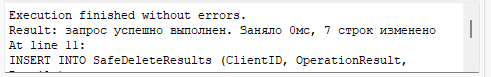 Execution finished without errors.
Result: запрос успешно выполнен. Заняло 0мс, 7 строк изменено
At line 11:
INSERT INTO SafeDeleteResults (ClientID, OperationResult,